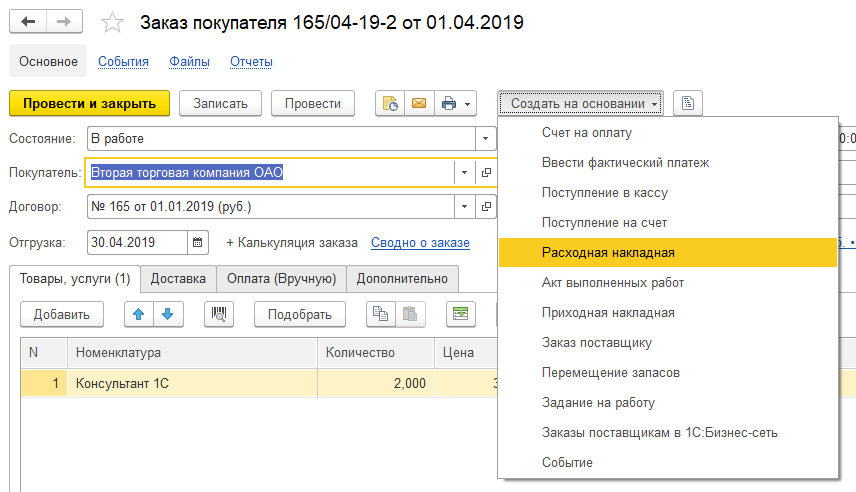 Заказ покупателя 165/04-19-2 от 01.04.2019
Основное События Файлы Отчеты
Провести и закрыть Записать Провести Создать на основании
Состояние: В работе
Покупатель: Вторая торговая компания ОАО
Договор: № 165 от 01.01.2019 (руб.)
Отгрузка: 30.04.2019 + Калькуляция заказа Сводно о заказе
Товары, услуги (1) Доставка Оплата (Вручную) Дополнительно
Добавить Подобрать
N Номенклатура Количество Цена
1 Консультант 1С 2,000 3
Счет на оплату
Ввести фактический платеж
Поступление в кассу
Поступление на счет
Расходная накладная
Акт выполненных работ
Приходная накладная
Заказ поставщику
Перемещение запасов
Задание на работу
Заказы поставщикам в 1С:Бизнес-сеть
Событие